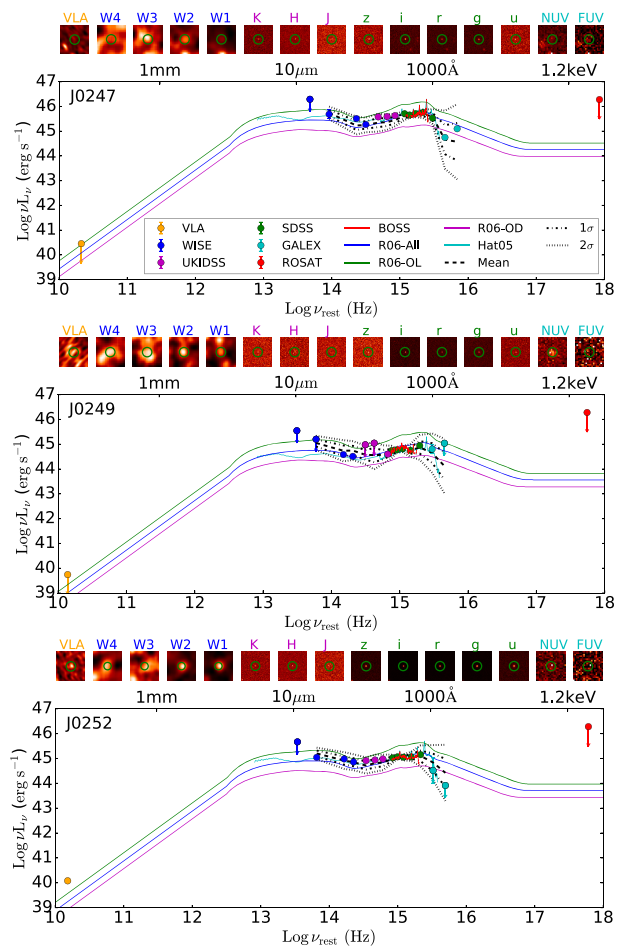 VLA W4 W3 W2 W1 K H J z i r g u NUV FUV
1mm 10μm 1000Å 1.2keV
J0247
47
46
45
44
43
42
41
40
39
Log νLν (erg s⁻¹)
VLA SDSS BOSS R06-OD 1σ
WISE GALEX R06-All Hat05 2σ
UKIDSS ROSAT R06-OL Mean
10 11 12 13 14 15 16 17 18
Log νrest (Hz)
VLA W4 W3 W2 W1 K H J z i r g u NUV FUV
1mm 10μm 1000Å 1.2keV
J0249
47
46
45
44
43
42
41
40
39
Log νLν (erg s⁻¹)
10 11 12 13 14 15 16 17 18
Log νrest (Hz)
VLA W4 W3 W2 W1 K H J z i r g u NUV FUV
1mm 10μm 1000Å 1.2keV
J0252
47
46
45
44
43
42
41
40
39
Log νLν (erg s⁻¹)
10 11 12 13 14 15 16 17 18
Log νrest (Hz)